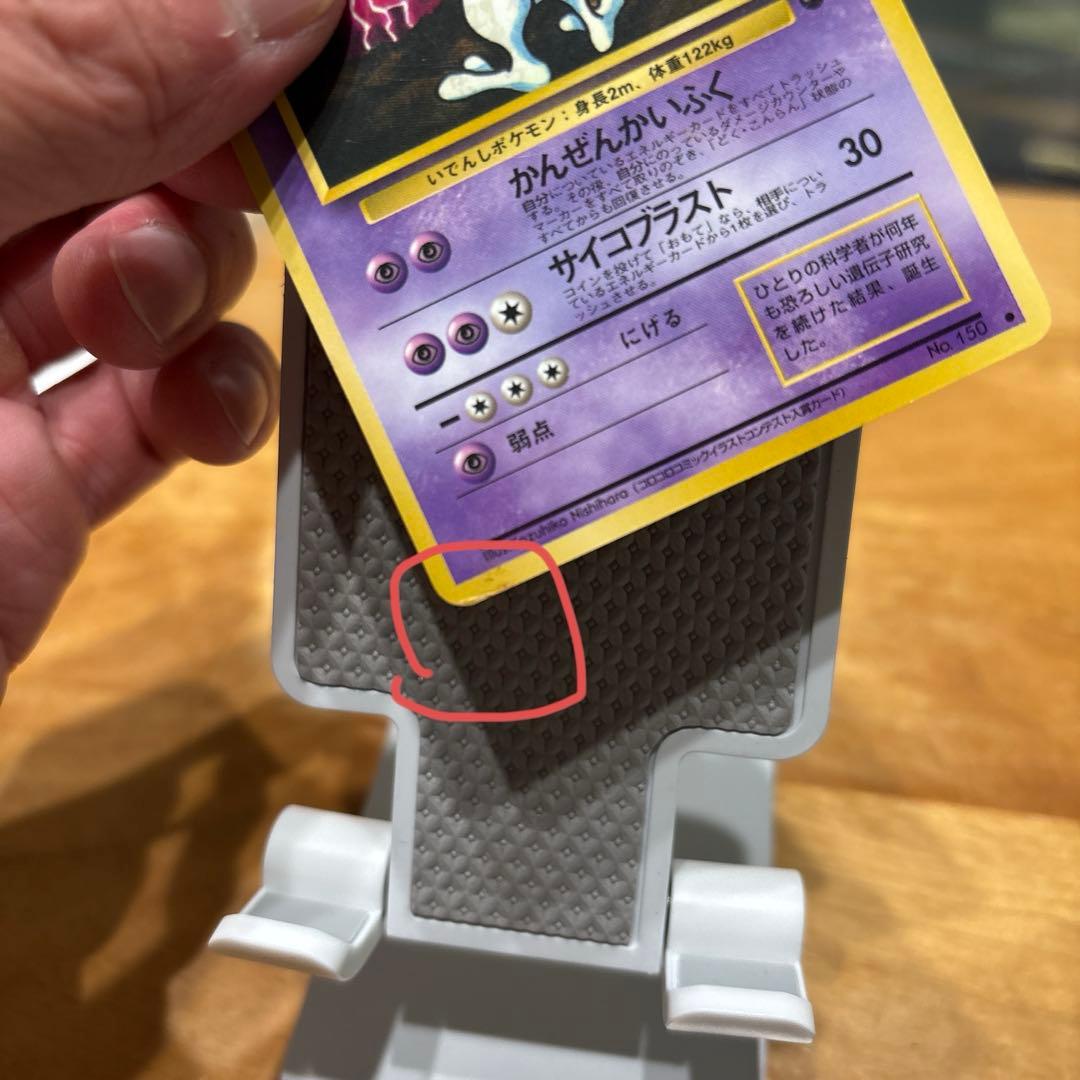 いでんしポケモン：身長2m、体重122kg
かんぜんかいふく
自分についているエネルギーカードをすべてトラッシュ
する。その後、自分にのっているダメージカウンターや
マーカーをすべて取りのぞき、「どく・こんらん」状態の
すべてからも回復させる。
サイコブラスト 30
コインを投げて「おもて」なら、相手につい
ているエネルギーカードから1枚を選び、トラ
ッシュさせる。
にげる
弱点
ひとりの科学者が何年
も恐ろしい遺伝子研究
を続けた結果、誕生
した。
No. 150
Illus. Kazuhiko Nishihara (コロコロコミックイラストコンテスト入賞カード)